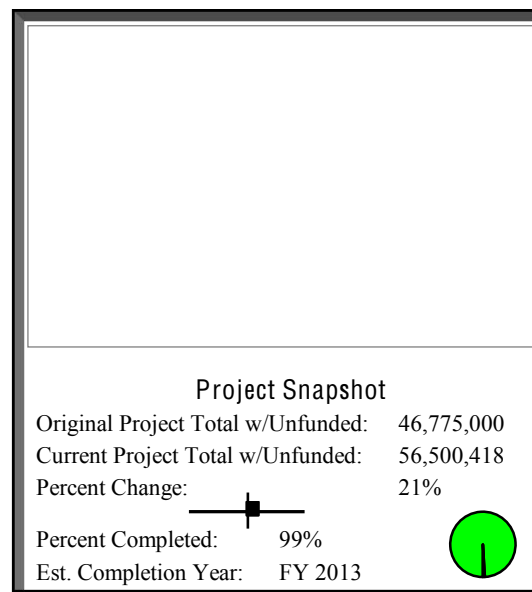 Project Snapshot
Original Project Total w/Unfunded: 46,775,000
Current Project Total w/Unfunded: 56,500,418
Percent Change: 21%
Percent Completed: 99%
Est. Completion Year: FY 2013